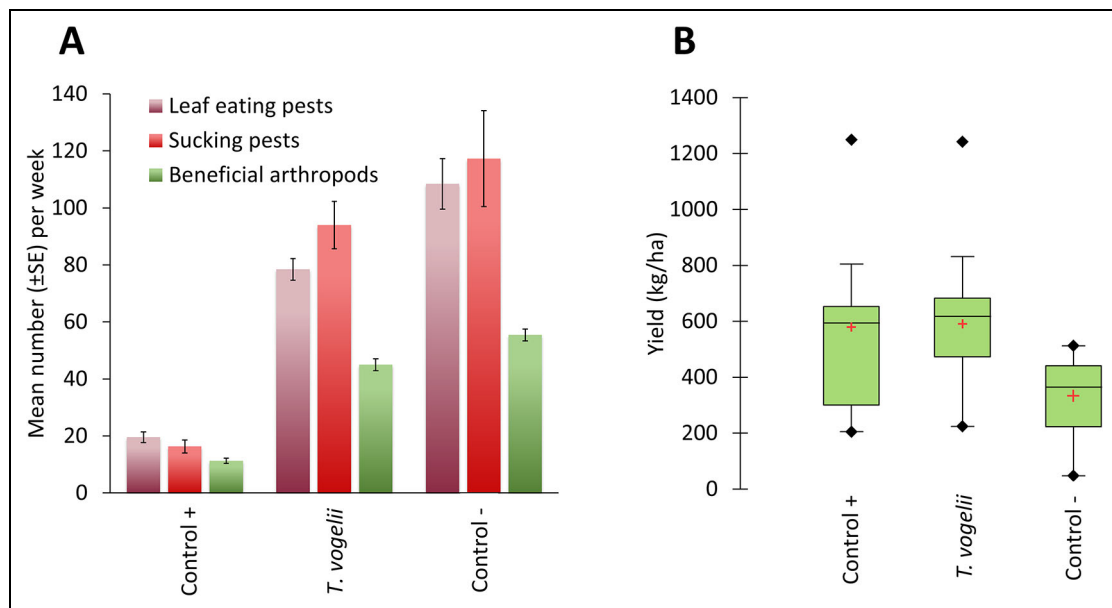 A
Mean number (±SE) per week
140
120
100
80
60
40
20
0
Leaf eating pests
Sucking pests
Beneficial arthropods
Control +
T. vogelii
Control -
B
Yield (kg/ha)
1400
1200
1000
800
600
400
200
0
Control +
T. vogelii
Control -